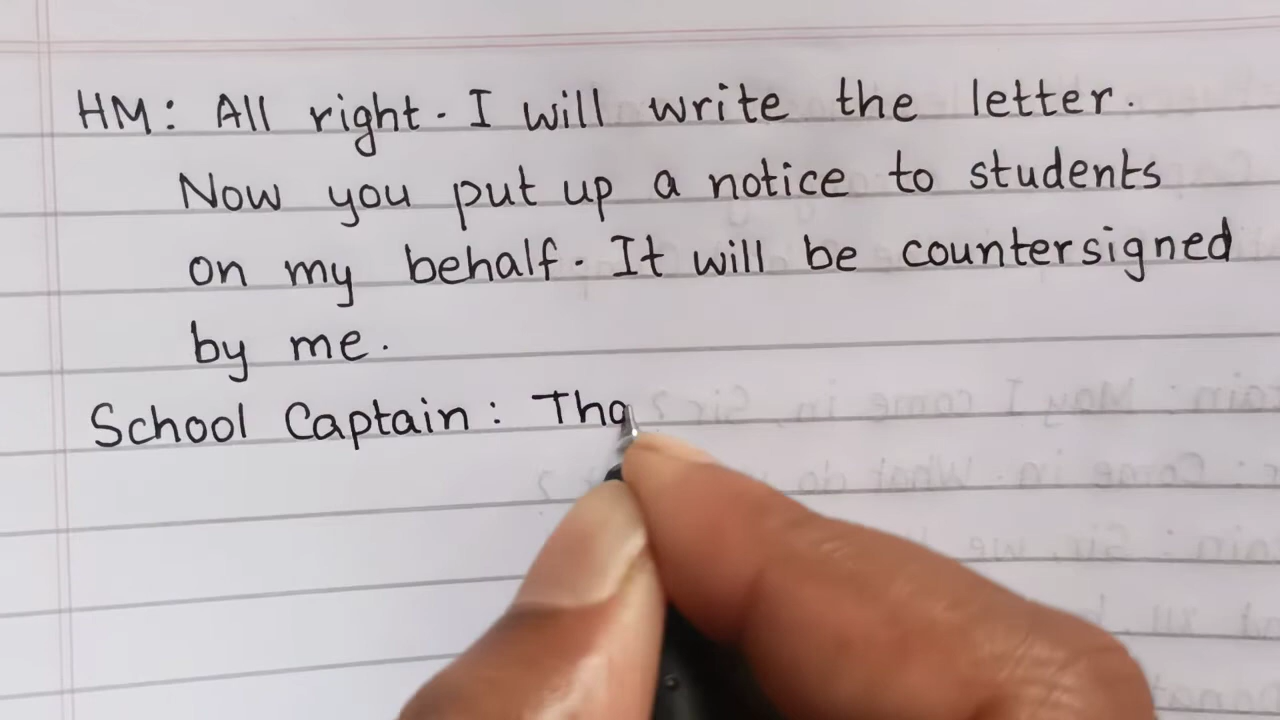 HM: All right. I will write the letter.
Now you put up a notice to students
on my behalf. It will be countersigned
by me.
School Captain: Tha